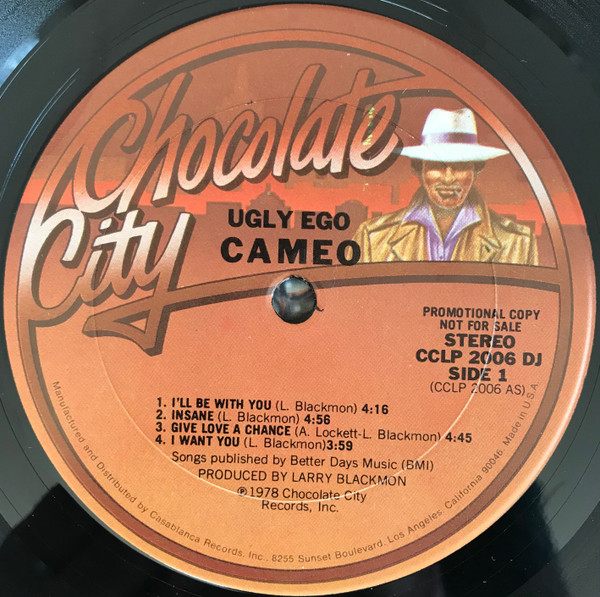 Chocolate
City
UGLY EGO
CAMEO
PROMOTIONAL COPY
NOT FOR SALE
STEREO
CCLP 2006 DJ
SIDE 1
(CCLP 2006 AS)
1. I'LL BE WITH YOU (L. Blackmon) 4:16
2. INSANE (L. Blackmon) 4:56
3. GIVE LOVE A CHANCE (A. Lockett-L. Blackmon) 4:45
4. I WANT YOU (L. Blackmon)3:59
Songs published by Better Days Music (BMI)
PRODUCED BY LARRY BLACKMON
℗1978 Chocolate City
Records, Inc.
Manufactured and Distributed by Casablanca Records, Inc., 8255 Sunset Boulevard, Los Angeles, California 90046. Made in U.S.A.